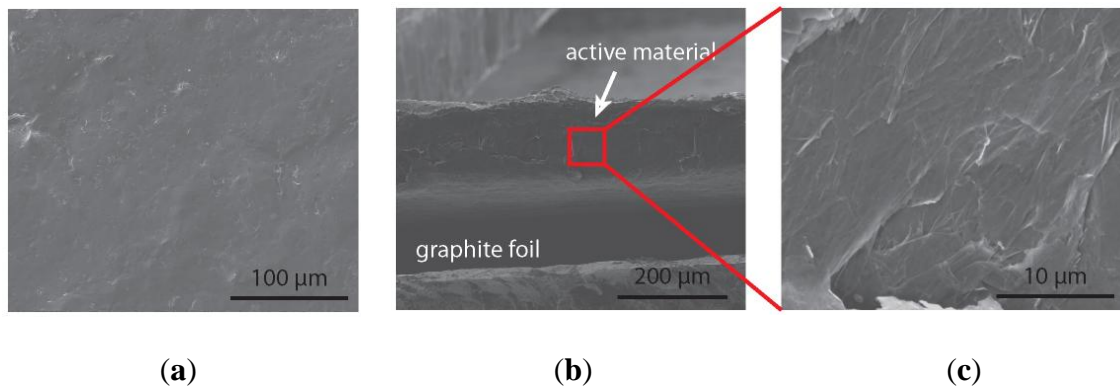 active material
graphite foil
100 μm
200 μm
10 μm
(a)
(b)
(c)